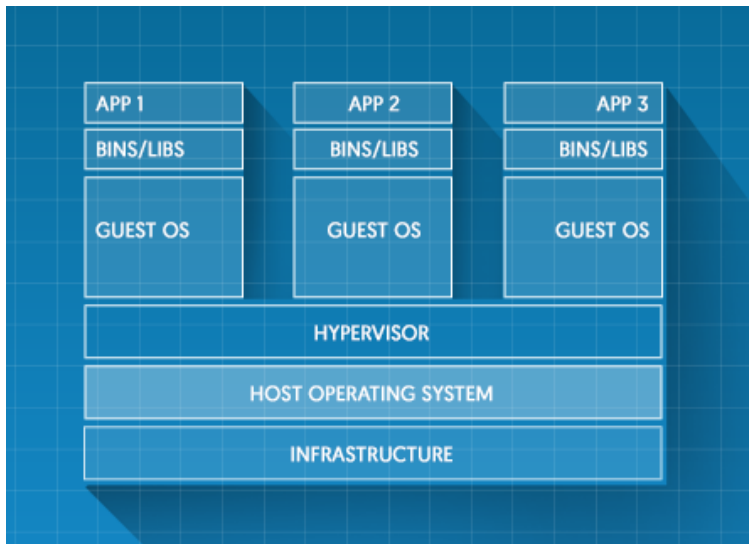 APP 1
APP 2
APP 3
BINS/LIBS
BINS/LIBS
BINS/LIBS
GUEST OS
GUEST OS
GUEST OS
HYPERVISOR
HOST OPERATING SYSTEM
INFRASTRUCTURE